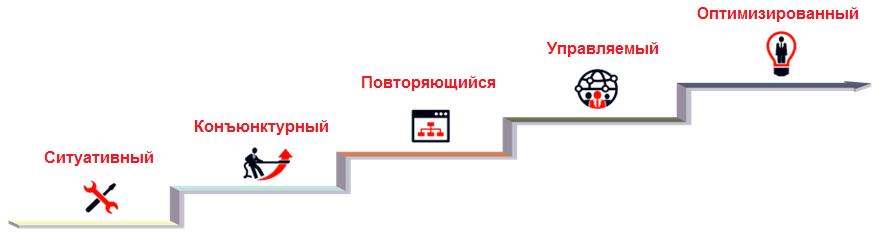 Оптимизированный
Управляемый
Повторяющийся
Конъюнктурный
Ситуативный